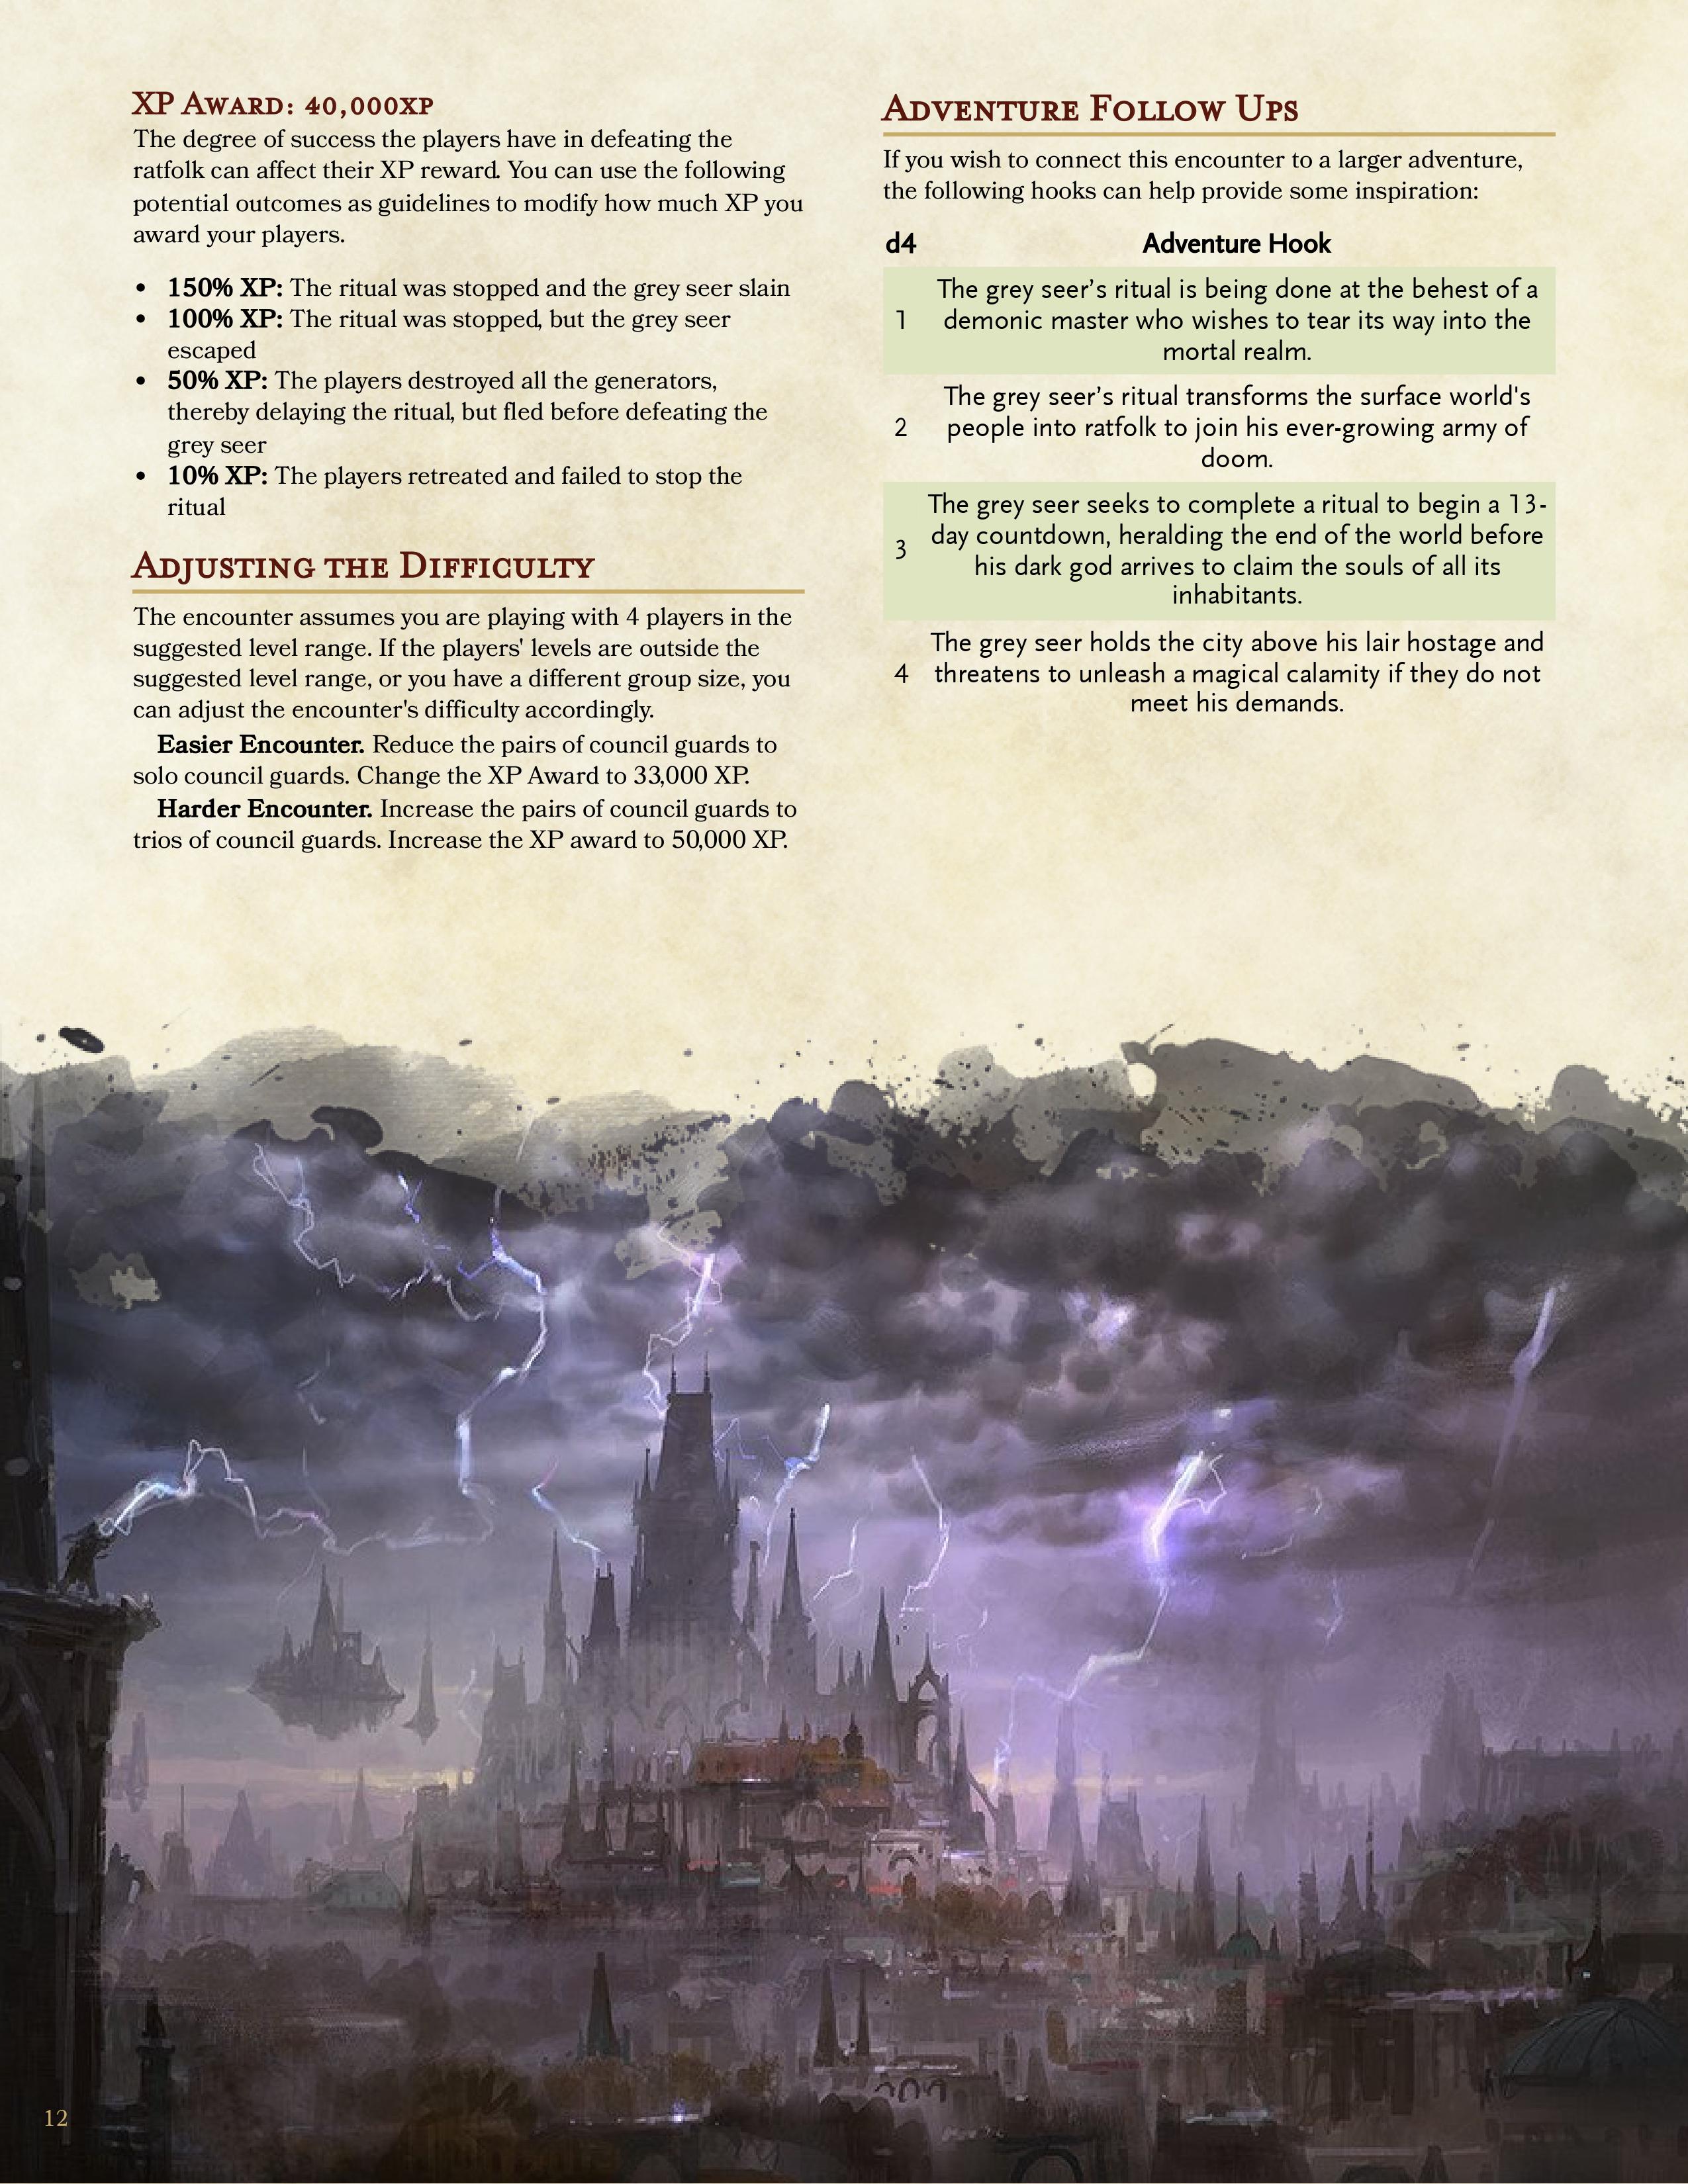 XP Award: 40,000xp
The degree of success the players have in defeating the
ratfolk can affect their XP reward. You can use the following
potential outcomes as guidelines to modify how much XP you
award your players.
• 150% XP: The ritual was stopped and the grey seer slain
• 100% XP: The ritual was stopped, but the grey seer
escaped
• 50% XP: The players destroyed all the generators,
thereby delaying the ritual, but fled before defeating the
grey seer
• 10% XP: The players retreated and failed to stop the
ritual
Adjusting the Difficulty
The encounter assumes you are playing with 4 players in the
suggested level range. If the players' levels are outside the
suggested level range, or you have a different group size, you
can adjust the encounter's difficulty accordingly.
Easier Encounter. Reduce the pairs of council guards to
solo council guards. Change the XP Award to 33,000 XP.
Harder Encounter. Increase the pairs of council guards to
trios of council guards. Increase the XP award to 50,000 XP.
Adventure Follow Ups
If you wish to connect this encounter to a larger adventure,
the following hooks can help provide some inspiration:
d4 Adventure Hook
The grey seer’s ritual is being done at the behest of a
1 demonic master who wishes to tear its way into the
mortal realm.
The grey seer’s ritual transforms the surface world's
2 people into ratfolk to join his ever-growing army of
doom.
The grey seer seeks to complete a ritual to begin a 13-
day countdown, heralding the end of the world before
3 his dark god arrives to claim the souls of all its
inhabitants.
The grey seer holds the city above his lair hostage and
4 threatens to unleash a magical calamity if they do not
meet his demands.
12